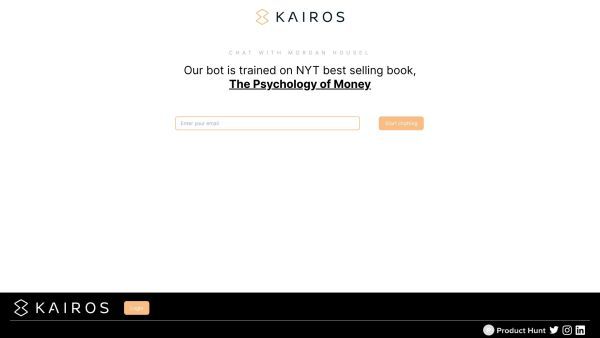 KAIROS
CHAT WITH MORGAN HOUSEL
Our bot is trained on NYT best selling book,
The Psychology of Money
Enter your email
Start chatting
KAIROS
Login
Product Hunt